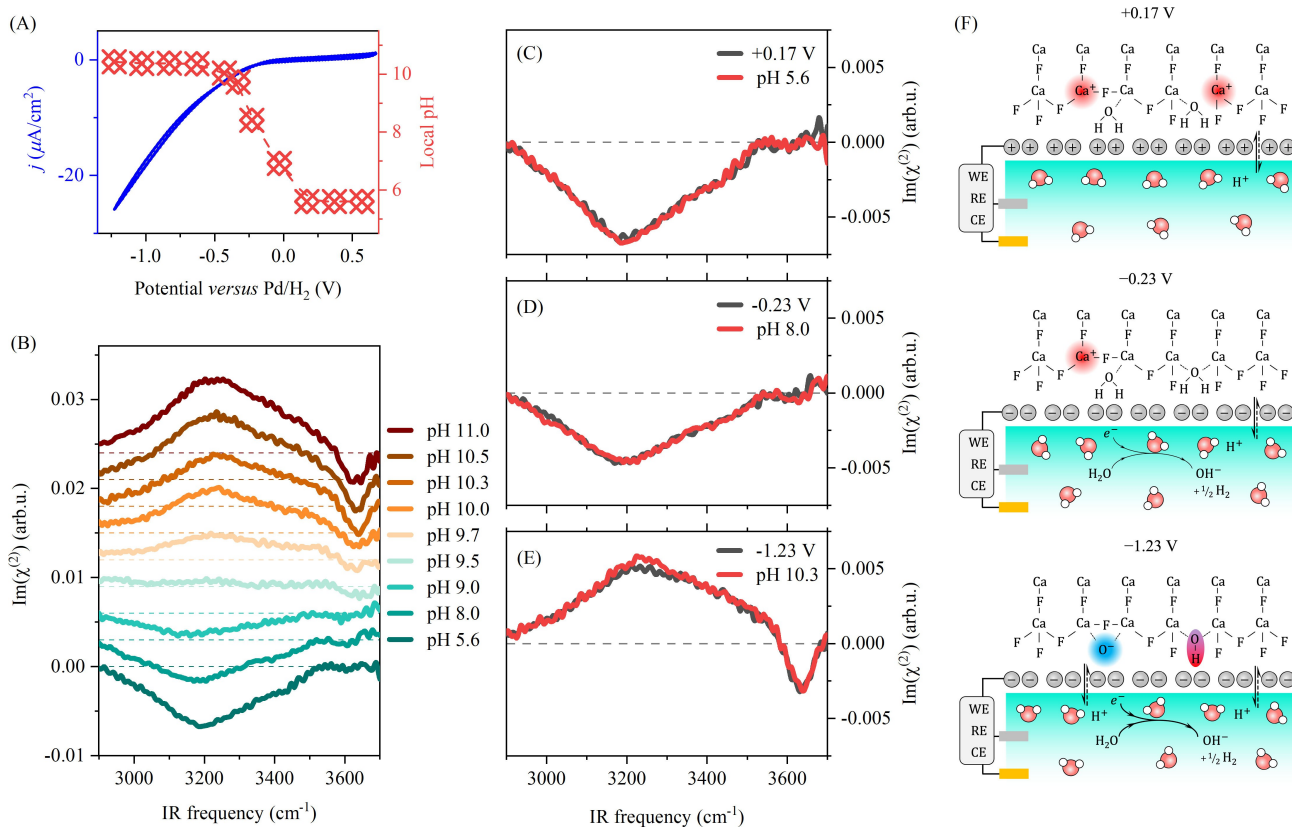 (A)
0
-20
j (μA/cm²)
10
8
6
Local pH
-1.0 -0.5 0.0 0.5
Potential versus Pd/H₂ (V)
(B)
0.03
0.02
0.01
0.00
-0.01
Im(χ⁽²⁾) (arb.u.)
pH 11.0
pH 10.5
pH 10.3
pH 10.0
pH 9.7
pH 9.5
pH 9.0
pH 8.0
pH 5.6
3000 3200 3400 3600
IR frequency (cm⁻¹)
(C)
+0.17 V
pH 5.6
0.005
0.000
-0.005
Im(χ⁽²⁾) (arb.u.)
(D)
-0.23 V
pH 8.0
0.005
0.000
-0.005
Im(χ⁽²⁾) (arb.u.)
(E)
-1.23 V
pH 10.3
0.005
0.000
-0.005
Im(χ⁽²⁾) (arb.u.)
3000 3200 3400 3600
IR frequency (cm⁻¹)
(F)
+0.17 V
Ca Ca Ca Ca Ca Ca
F F F F F F
Ca Ca⁺ F Ca Ca Ca⁺ Ca
F F F F F F F F F
F F
O O
H H H H
+ + + + + + + + + + + + +
WE
RE
CE
H⁺
−0.23 V
Ca Ca Ca Ca Ca Ca
F F F F F F
Ca Ca⁺ F Ca Ca Ca Ca
F F F F F F F F F
F F
O O
H H H H
− − − − − − − − − − − − −
WE
RE
CE
e⁻
H⁺
H₂O OH⁻
+ ½ H₂
−1.23 V
Ca Ca Ca Ca Ca Ca
F F F F F F
Ca Ca F Ca Ca Ca Ca
F F F F F F F F
F F
O⁻ O
H
− − − − − − − − − − − − −
WE
RE
CE
H⁺ e⁻ H⁺
H₂O OH⁻
+ ½ H₂